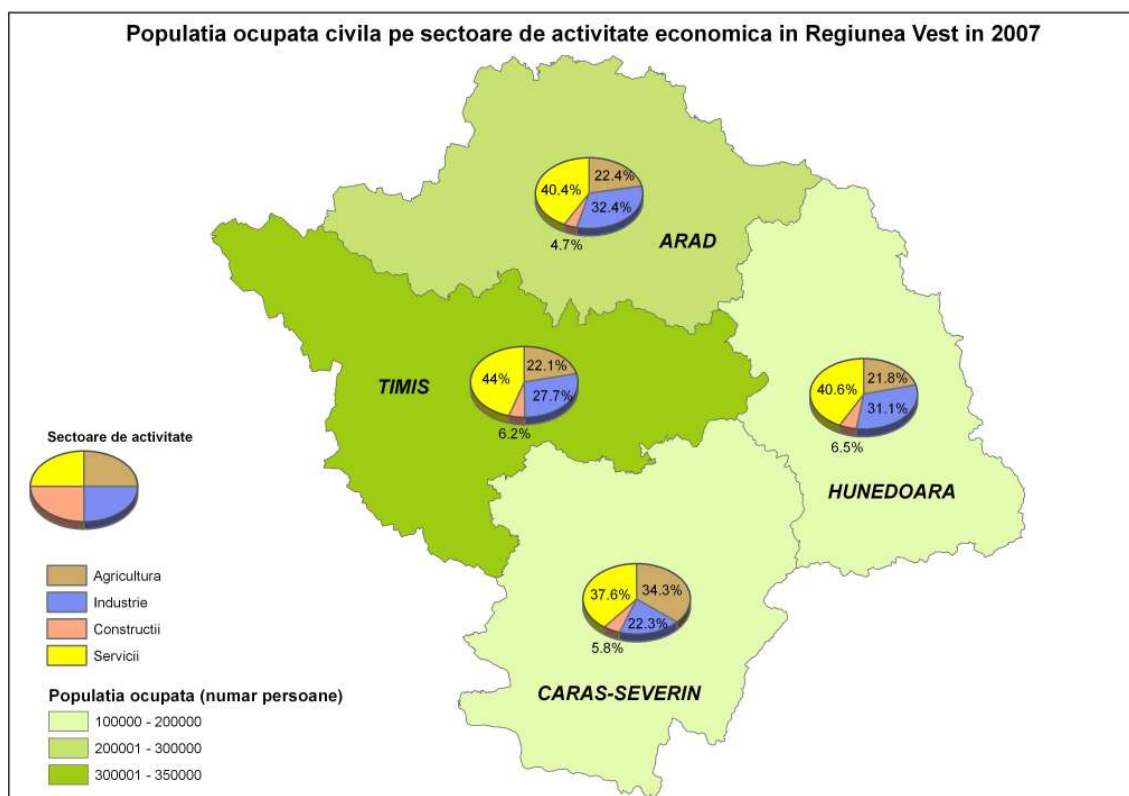 Populatia ocupata civila pe sectoare de activitate economica in Regiunea Vest in 2007
40.4%
22.4%
32.4%
4.7%
ARAD
TIMIS
44%
22.1%
27.7%
6.2%
40.6%
21.8%
31.1%
6.5%
HUNEDOARA
37.6%
34.3%
22.3%
5.8%
CARAS-SEVERIN
Sectoare de activitate
Agricultura
Industrie
Constructii
Servicii
Populatia ocupata (numar persoane)
100000 - 200000
200001 - 300000
300001 - 350000